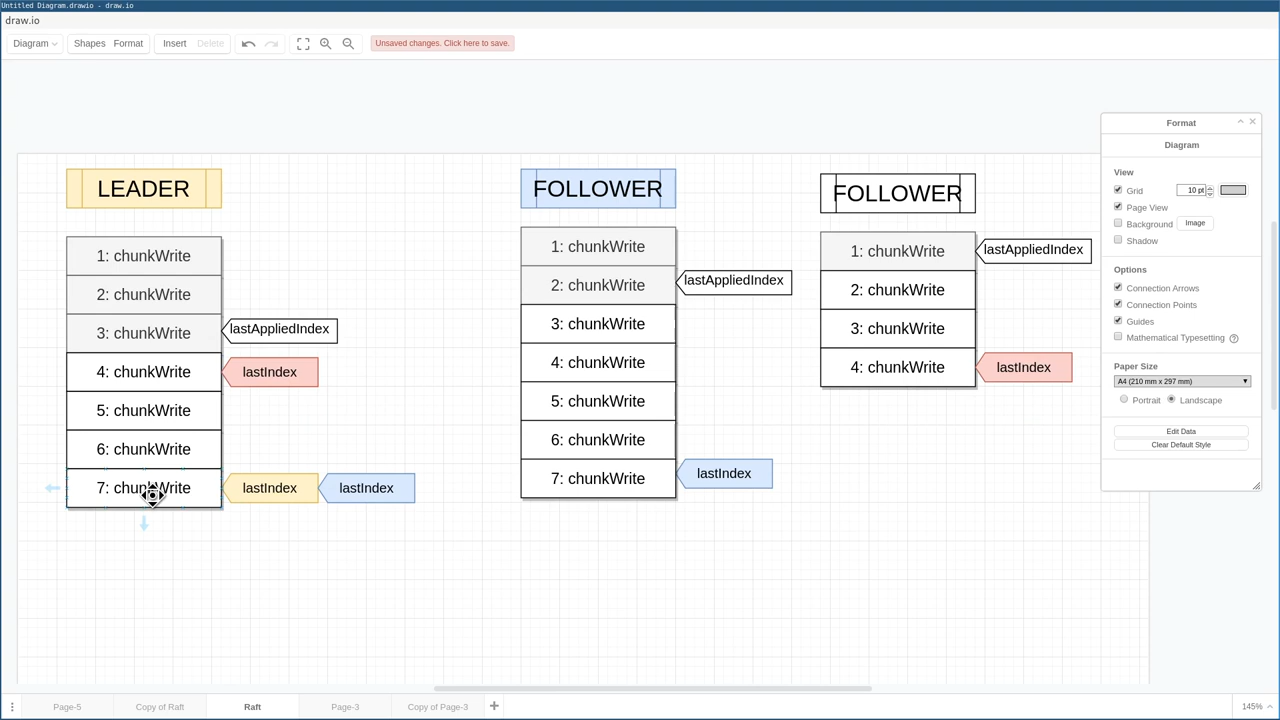 Untitled Diagram.drawio - draw.io
draw.io
Diagram
Shapes
Format
Insert
Delete
Unsaved changes. Click here to save.
LEADER
1: chunkWrite
2: chunkWrite
3: chunkWrite
lastAppliedIndex
4: chunkWrite
lastIndex
5: chunkWrite
6: chunkWrite
7: chunkWrite
lastIndex
lastIndex
FOLLOWER
1: chunkWrite
2: chunkWrite
lastAppliedIndex
3: chunkWrite
4: chunkWrite
5: chunkWrite
6: chunkWrite
7: chunkWrite
lastIndex
FOLLOWER
1: chunkWrite
lastAppliedIndex
2: chunkWrite
3: chunkWrite
4: chunkWrite
lastIndex
Format
Diagram
View
Grid
10 pt
Page View
Background
Image
Shadow
Options
Connection Arrows
Connection Points
Guides
Mathematical Typesetting
Paper Size
A4 (210 mm x 297 mm)
Portrait
Landscape
Edit Data
Clear Default Style
Page-5
Copy of Raft
Raft
Page-3
Copy of Page-3
145%